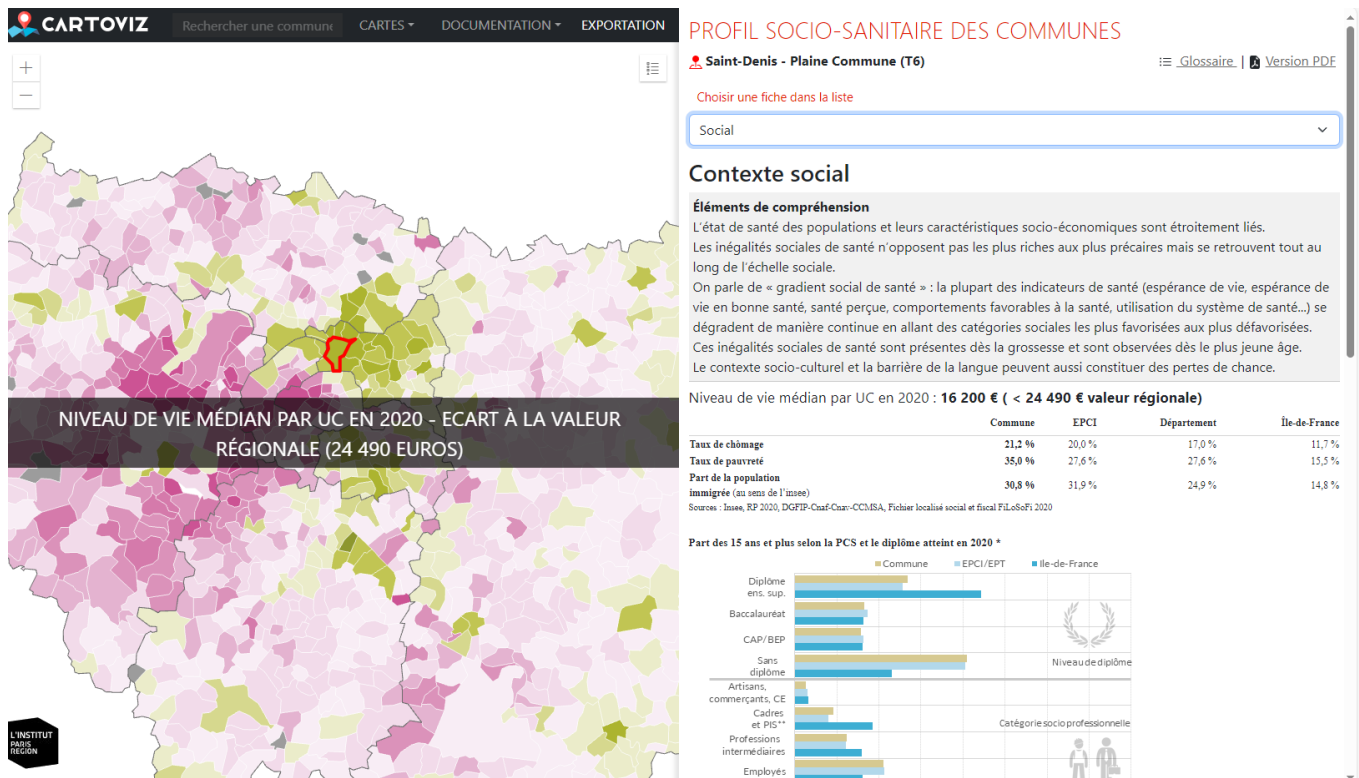 CARTOVIZ
Rechercher une commune
CARTES
DOCUMENTATION
EXPORTATION
NIVEAU DE VIE MÉDIAN PAR UC EN 2020 - ECART À LA VALEUR
RÉGIONALE (24 490 EUROS)
L'INSTITUT
PARIS
REGION
PROFIL SOCIO-SANITAIRE DES COMMUNES
Saint-Denis - Plaine Commune (T6)
Glossaire | Version PDF
Choisir une fiche dans la liste
Social
Contexte social
Éléments de compréhension
L'état de santé des populations et leurs caractéristiques socio-économiques sont étroitement liés.
Les inégalités sociales de santé n'opposent pas les plus riches aux plus précaires mais se retrouvent tout au
long de l'échelle sociale.
On parle de « gradient social de santé » : la plupart des indicateurs de santé (espérance de vie, espérance de
vie en bonne santé, santé perçue, comportements favorables à la santé, utilisation du système de santé...) se
dégradent de manière continue en allant des catégories sociales les plus favorisées aux plus défavorisées.
Ces inégalités sociales de santé sont présentes dès la grossesse et sont observées dès le plus jeune âge.
Le contexte socio-culturel et la barrière de la langue peuvent aussi constituer des pertes de chance.
Niveau de vie médian par UC en 2020 : 16 200 € ( < 24 490 € valeur régionale)
Commune EPCI Département Île-de-France
Taux de chômage 21,2 % 20,0 % 17,0 % 11,7 %
Taux de pauvreté 35,0 % 27,6 % 27,6 % 15,5 %
Part de la population
immigrée (au sens de l'insee) 30,8 % 31,9 % 24,9 % 14,8 %
Sources : Insee, RP 2020, DGFIP-Cnaf-Cnav-CCMSA, Fichier localisé social et fiscal FiLoSoFi 2020
Part des 15 ans et plus selon la PCS et le diplôme atteint en 2020 *
Commune EPCI/EPT Ile-de-France
Diplôme
ens. sup.
Baccalauréat
CAP/BEP
Sans
diplôme
Niveau de diplôme
Artisans,
commerçants, CE
Cadres
et PIS**
Catégorie socioprofessionnelle
Professions
intermédiaires
Employés